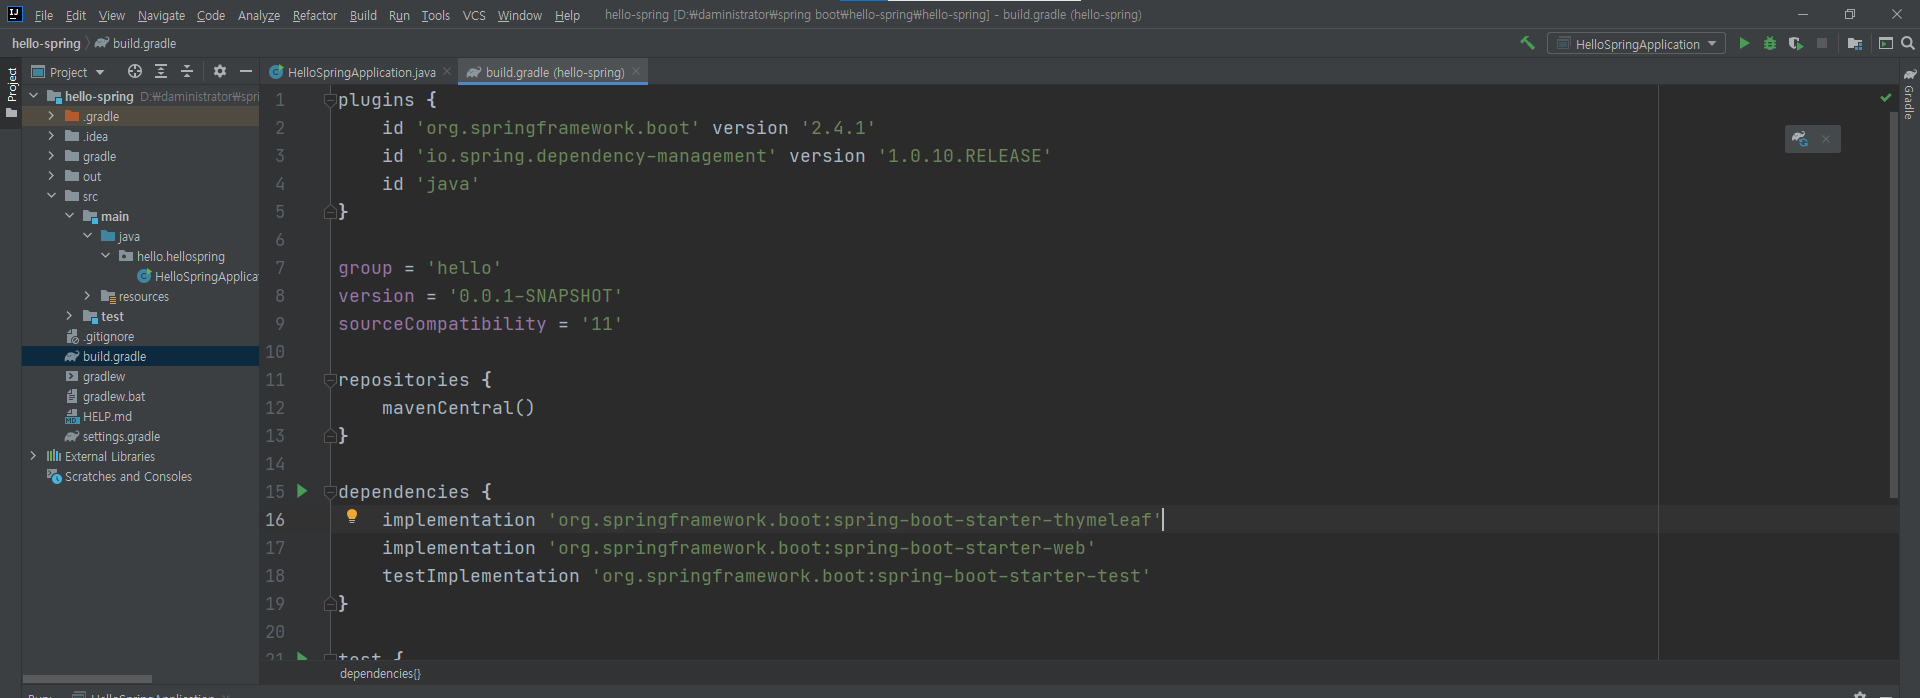 File Edit View Navigate Code Analyze Refactor Build Run Tools VCS Window Help hello-spring [D:₩daministrator₩spring boot₩hello-spring₩hello-spring] - build.gradle (hello-spring)
hello-spring build.gradle HelloSpringApplication
Project Project HelloSpringApplication.java build.gradle (hello-spring) Gradle
hello-spring D:₩daministrator₩spri
.gradle
.idea
gradle
out
src
main
java
hello.hellospring
HelloSpringApplica
resources
test
.gitignore
build.gradle
gradlew
gradlew.bat
HELP.md
settings.gradle
External Libraries
Scratches and Consoles
1 plugins {
2 id 'org.springframework.boot' version '2.4.1'
3 id 'io.spring.dependency-management' version '1.0.10.RELEASE'
4 id 'java'
5 }
6
7 group = 'hello'
8 version = '0.0.1-SNAPSHOT'
9 sourceCompatibility = '11'
10
11 repositories {
12 mavenCentral()
13 }
14
15 dependencies {
16 implementation 'org.springframework.boot:spring-boot-starter-thymeleaf'
17 implementation 'org.springframework.boot:spring-boot-starter-web'
18 testImplementation 'org.springframework.boot:spring-boot-starter-test'
19 }
20
21 test {
dependencies{}
Run: HelloSpringApplication